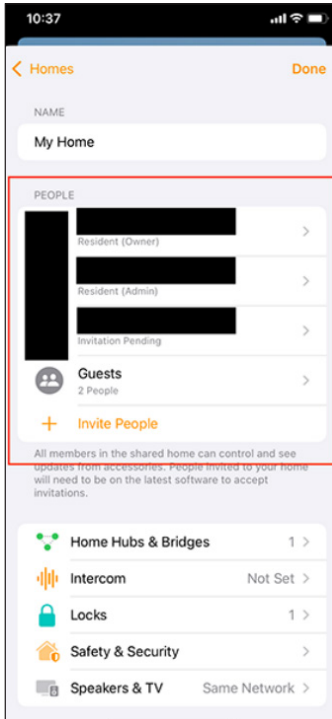 10:37
Homes
Done
NAME
My Home
PEOPLE
Resident (Owner)
Resident (Admin)
Invitation Pending
Guests
2 People
+ Invite People
All members in the shared home can control and see
updates from accessories. People invited to your home
will need to be on the latest software to accept
invitations.
Home Hubs & Bridges 1
Intercom Not Set
Locks 1
Safety & Security
Speakers & TV Same Network